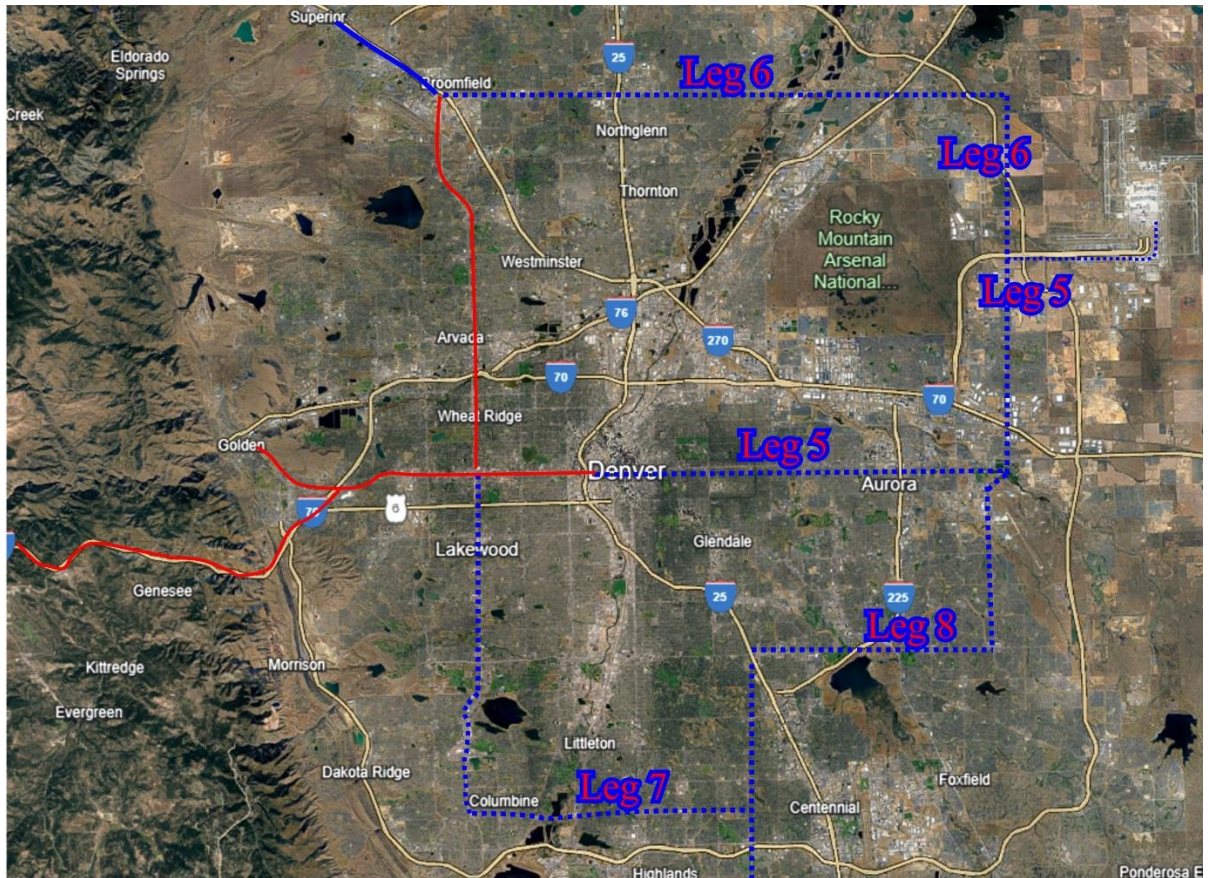 Superior
Eldorado
Springs
25
Leg 6
Broomfield
Creek
Northglenn
Leg 6
Thornton
Rocky
Mountain
Arsenal
National...
Westminster
Leg 5
76
Arvada
270
70
70
Wheat Ridge
Golden
Leg 5
Denver
Aurora
6
Lakewood
Glendale
Genesee
25
225
Leg 8
Kittredge
Morrison
Evergreen
Littleton
Dakota Ridge
Leg 7
Columbine
Centennial
Foxfield
Highlands
Ponderosa E